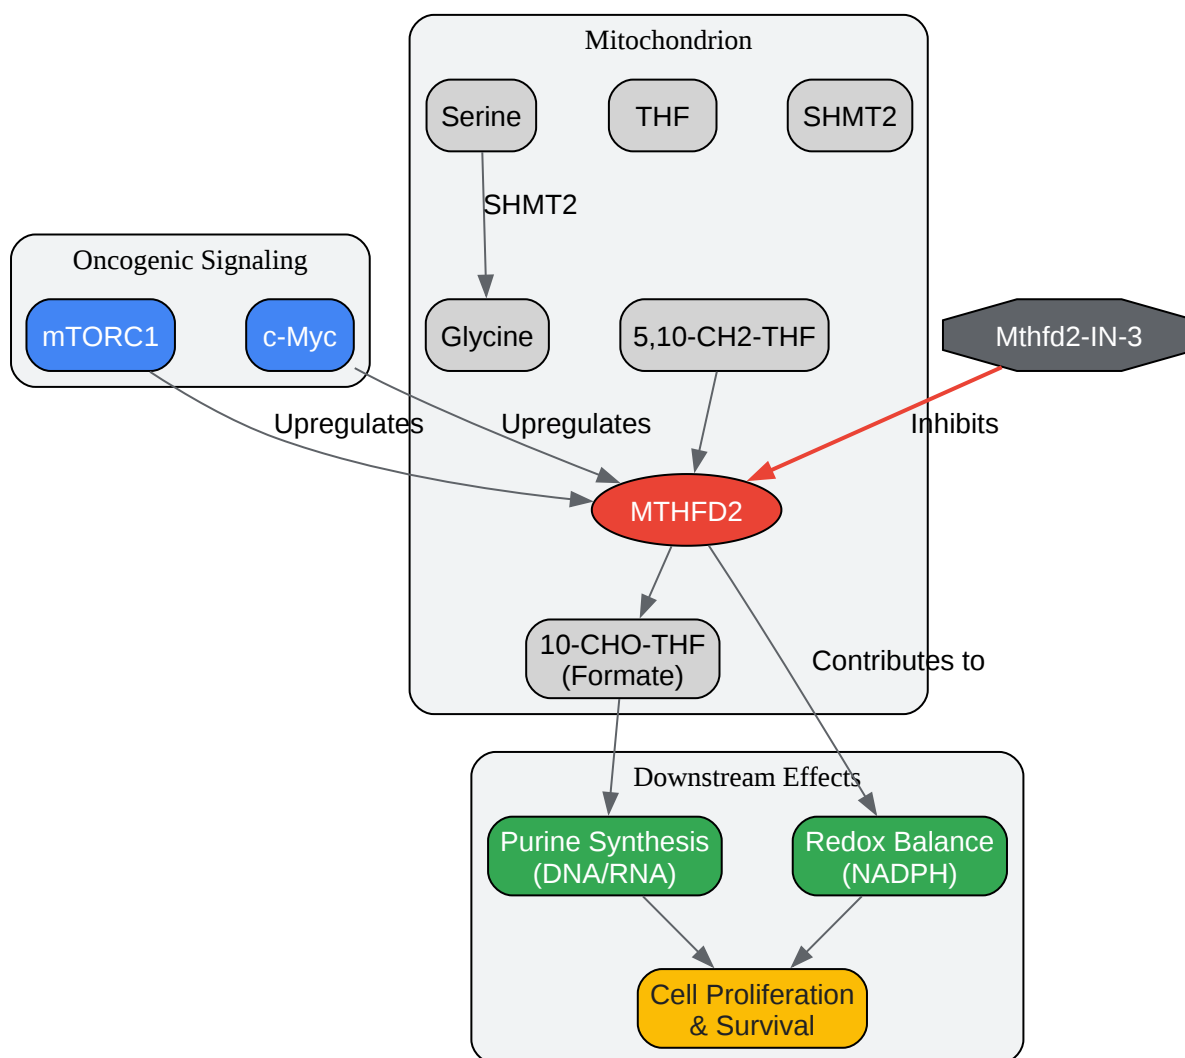 Mitochondrion
Serine
THF
SHMT2
SHMT2
Oncogenic Signaling
mTORC1
c-Myc
Glycine
5,10-CH2-THF
Mthfd2-IN-3
Upregulates
Upregulates
Inhibits
MTHFD2
10-CHO-THF
(Formate)
Contributes to
Downstream Effects
Purine Synthesis
(DNA/RNA)
Redox Balance
(NADPH)
Cell Proliferation
& Survival